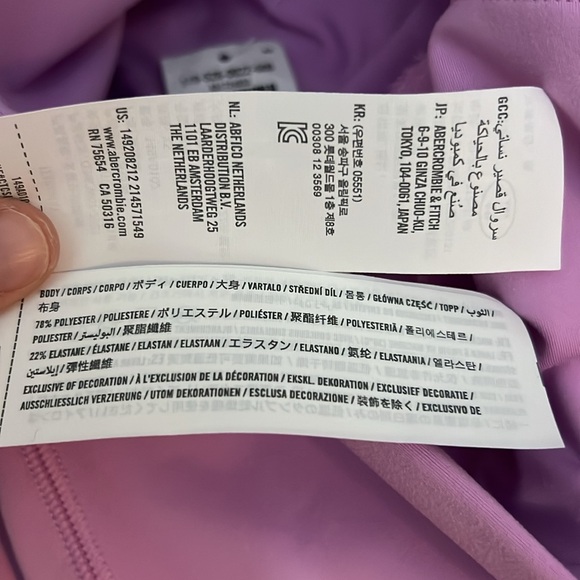 GCC: سروال قصير نسائي
مصنوع بالحياكة
صُنع في كمبوديا
JP: ABERCROMBIE & FITCH
6-9-10 GINZA CHUO-KU,
TOKYO, 104-0061, JAPAN
KR: (우편번호 05551)
서울 송파구 올림픽로
300 롯데월드몰 1층 제8호
00308 12 3569
NL: ABFICO NETHERLANDS
DISTRIBUTION B.V.
LAARDERHOOGTWEG 25
1101 EB AMSTERDAM
THE NETHERLANDS
US: 149208212 214571549
www.abercrombie.com
RN 75654 CA 50316
BODY / CORPS / CORPO / ボディ / CUERPO / 大身 / VARTALO / STŘEDNÍ DÍL / 몸통 / GŁÓWNA CZĘŚĆ / TOPP / الثوب /
布身
78% POLYESTER / POLIESTERE / ポリエステル / POLIÉSTER / 聚酯纤维 / POLYESTERIÄ / 폴리에스테르 /
POLIESTER / البوليستر / 聚脂纖維
22% ELASTANE / ÉLASTANE / ELASTAN / ELASTAAN / エラスタン / ELASTANO / 氨纶 / ELASTAANIA / 엘라스탄 /
إيلاستين / 彈性纖維
EXCLUSIVE OF DECORATION / À L'EXCLUSION DE LA DÉCORATION / EKSKL. DEKORATION / EXCLUSIEF DECORATIE /
AUSSCHLIESSLICH VERZIERUNG / UTOM DEKORATIONEN / ESCLUSA DECORAZIONE / 装飾を除く / EXCLUSIVO DE